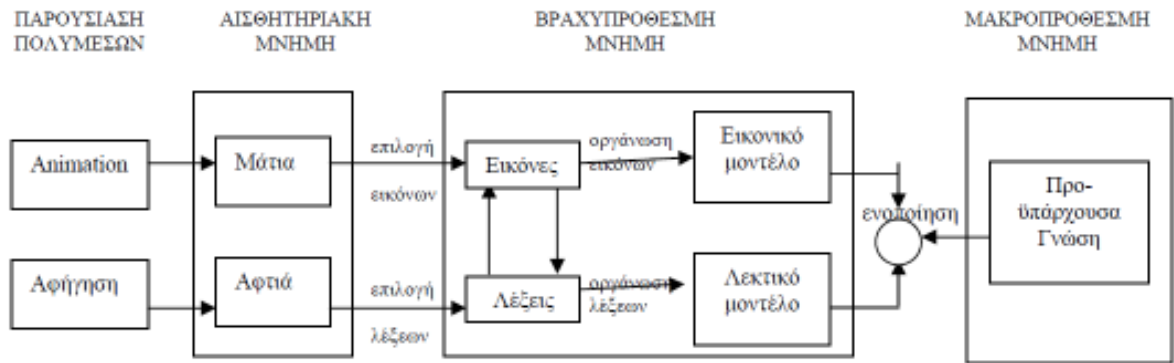 ΠΑΡΟΥΣΙΑΣΗ
ΠΟΛΥΜΕΣΩΝ
ΑΙΣΘΗΤΗΡΙΑΚΗ
ΜΝΗΜΗ
ΒΡΑΧΥΠΡΟΘΕΣΜΗ
ΜΝΗΜΗ
ΜΑΚΡΟΠΡΟΘΕΣΜΗ
ΜΝΗΜΗ
Animation
Μάτια
επιλογή
εικόνων
Εικόνες
οργάνωση
εικόνων
Εικονικό
μοντέλο
ενοποίηση
Προ-
ϋπάρχουσα
Γνώση
Αφήγηση
Αφτιά
επιλογή
λέξεων
Λέξεις
οργάνωση
λέξεων
Λεκτικό
μοντέλο